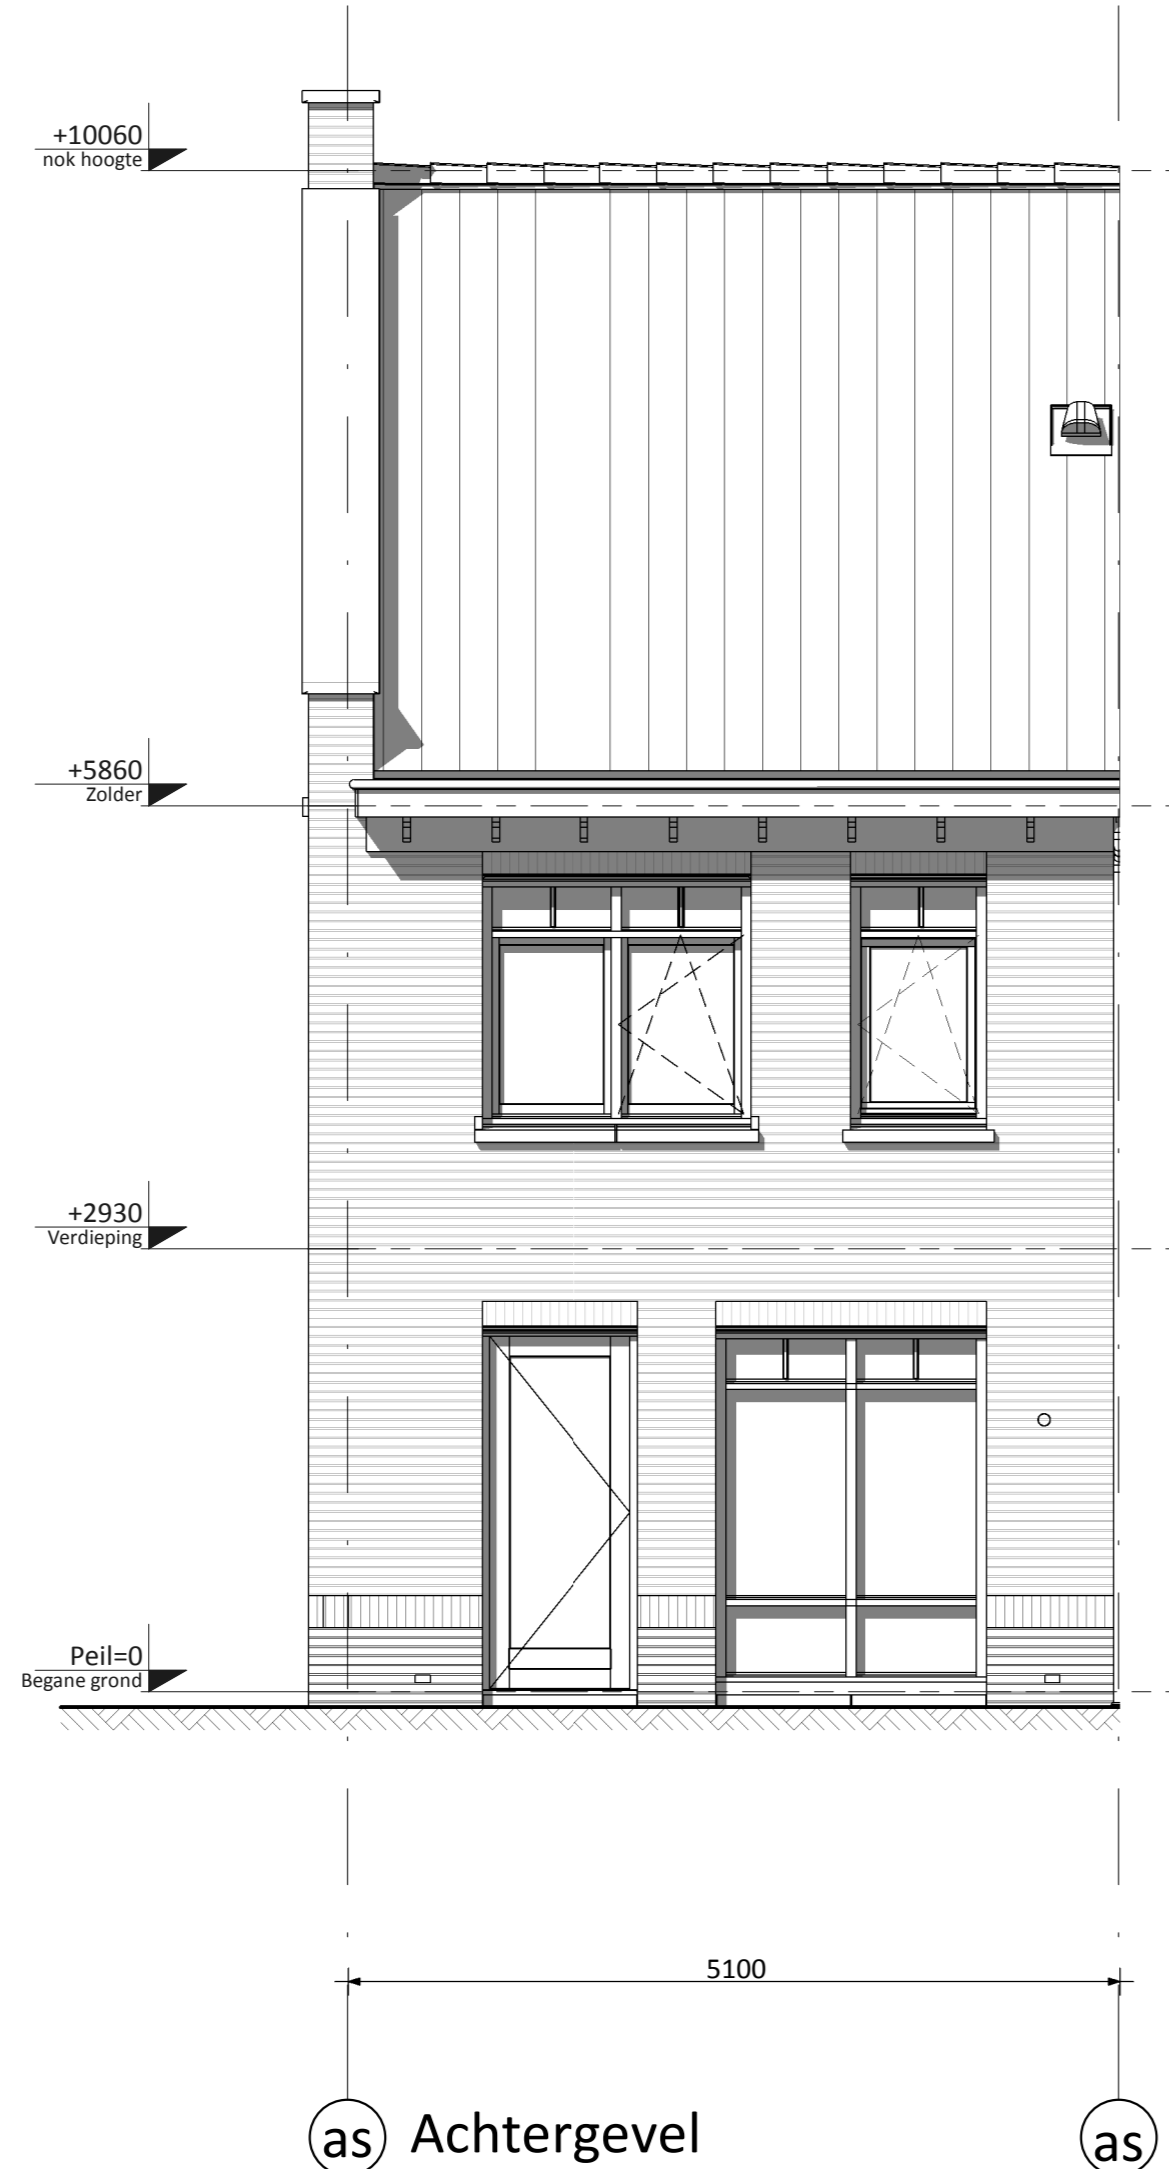 +10060
nok hoogte
+5860
Zolder
+2930
Verdieping
Peil=0
Begane grond
5100
as Achtergevel as